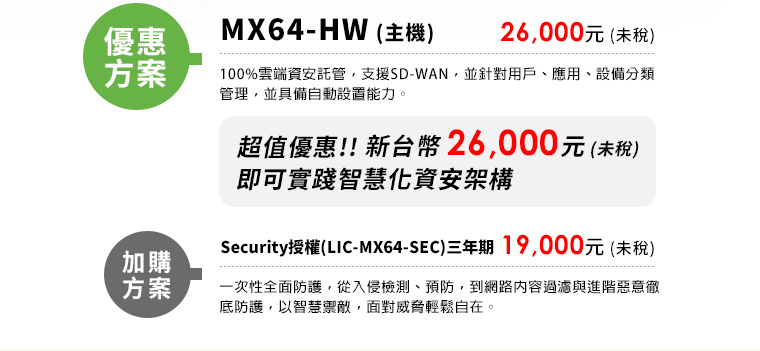 優惠
方案
MX64-HW (主機) 26,000元 (未稅)
100%雲端資安託管，支援SD-WAN，並針對用戶、應用、設備分類
管理，並具備自動設置能力。
超值優惠!! 新台幣 26,000元 (未稅)
即可實踐智慧化資安架構
加購
方案
Security授權(LIC-MX64-SEC)三年期 19,000元 (未稅)
一次性全面防護，從入侵檢測、預防，到網路內容過濾與進階惡意徹
底防護，以智慧禦敵，面對威脅輕鬆自在。